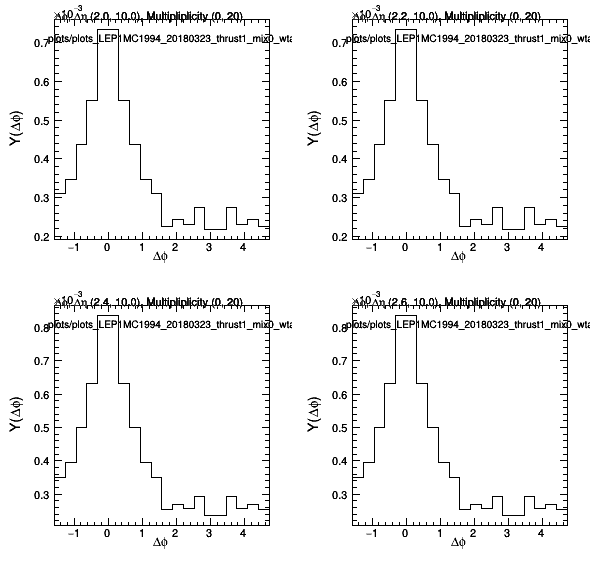 ×10⁻³ Δη (2.0, 10.0), Multipliplicity (0, 20)
plots/plots_LEP1MC1994_20180323_thrust1_mix0_wta
0.7
0.6
0.5
0.4
0.3
0.2
Y(Δϕ)
−1 0 1 2 3 4
Δϕ
×10⁻³ Δη (2.2, 10.0), Multipliplicity (0, 20)
plots/plots_LEP1MC1994_20180323_thrust1_mix0_wta
0.7
0.6
0.5
0.4
0.3
0.2
Y(Δϕ)
−1 0 1 2 3 4
Δϕ
×10⁻³ Δη (2.4, 10.0), Multipliplicity (0, 20)
plots/plots_LEP1MC1994_20180323_thrust1_mix0_wta
0.8
0.7
0.6
0.5
0.4
0.3
Y(Δϕ)
−1 0 1 2 3 4
Δϕ
×10⁻³ Δη (2.6, 10.0), Multipliplicity (0, 20)
plots/plots_LEP1MC1994_20180323_thrust1_mix0_wta
0.8
0.7
0.6
0.5
0.4
0.3
Y(Δϕ)
−1 0 1 2 3 4
Δϕ